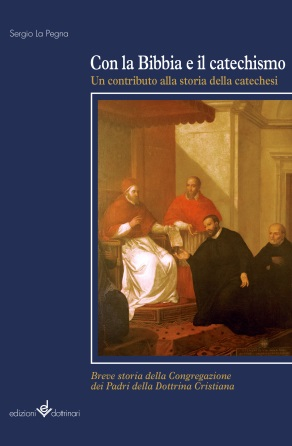 Sergio La Pegna
Con la Bibbia e il catechismo
Un contributo alla storia della catechesi
Breve storia della Congregazione
dei Padri della Dottrina Cristiana
edizioni dottrinari